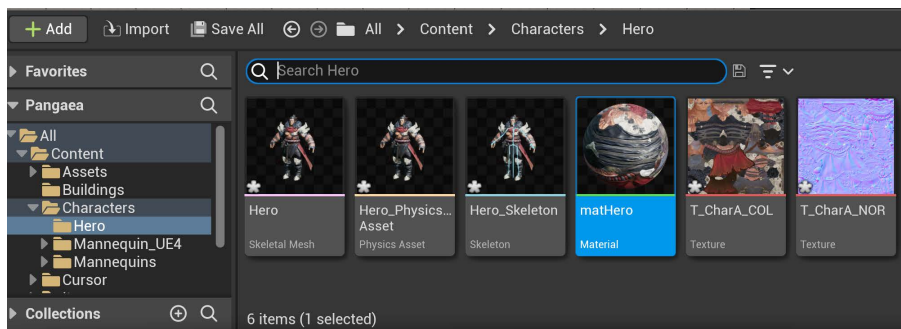 Add Import Save All All > Content > Characters > Hero
Favorites
Search Hero
Pangaea
All
Content
Assets
Buildings
Characters
Hero
Mannequin_UE4
Mannequins
Cursor
Collections
Hero
Skeletal Mesh
Hero_Physics...
Asset
Physics Asset
Hero_Skeleton
Skeleton
matHero
Material
T_CharA_COL
Texture
T_CharA_NOR
Texture
6 items (1 selected)